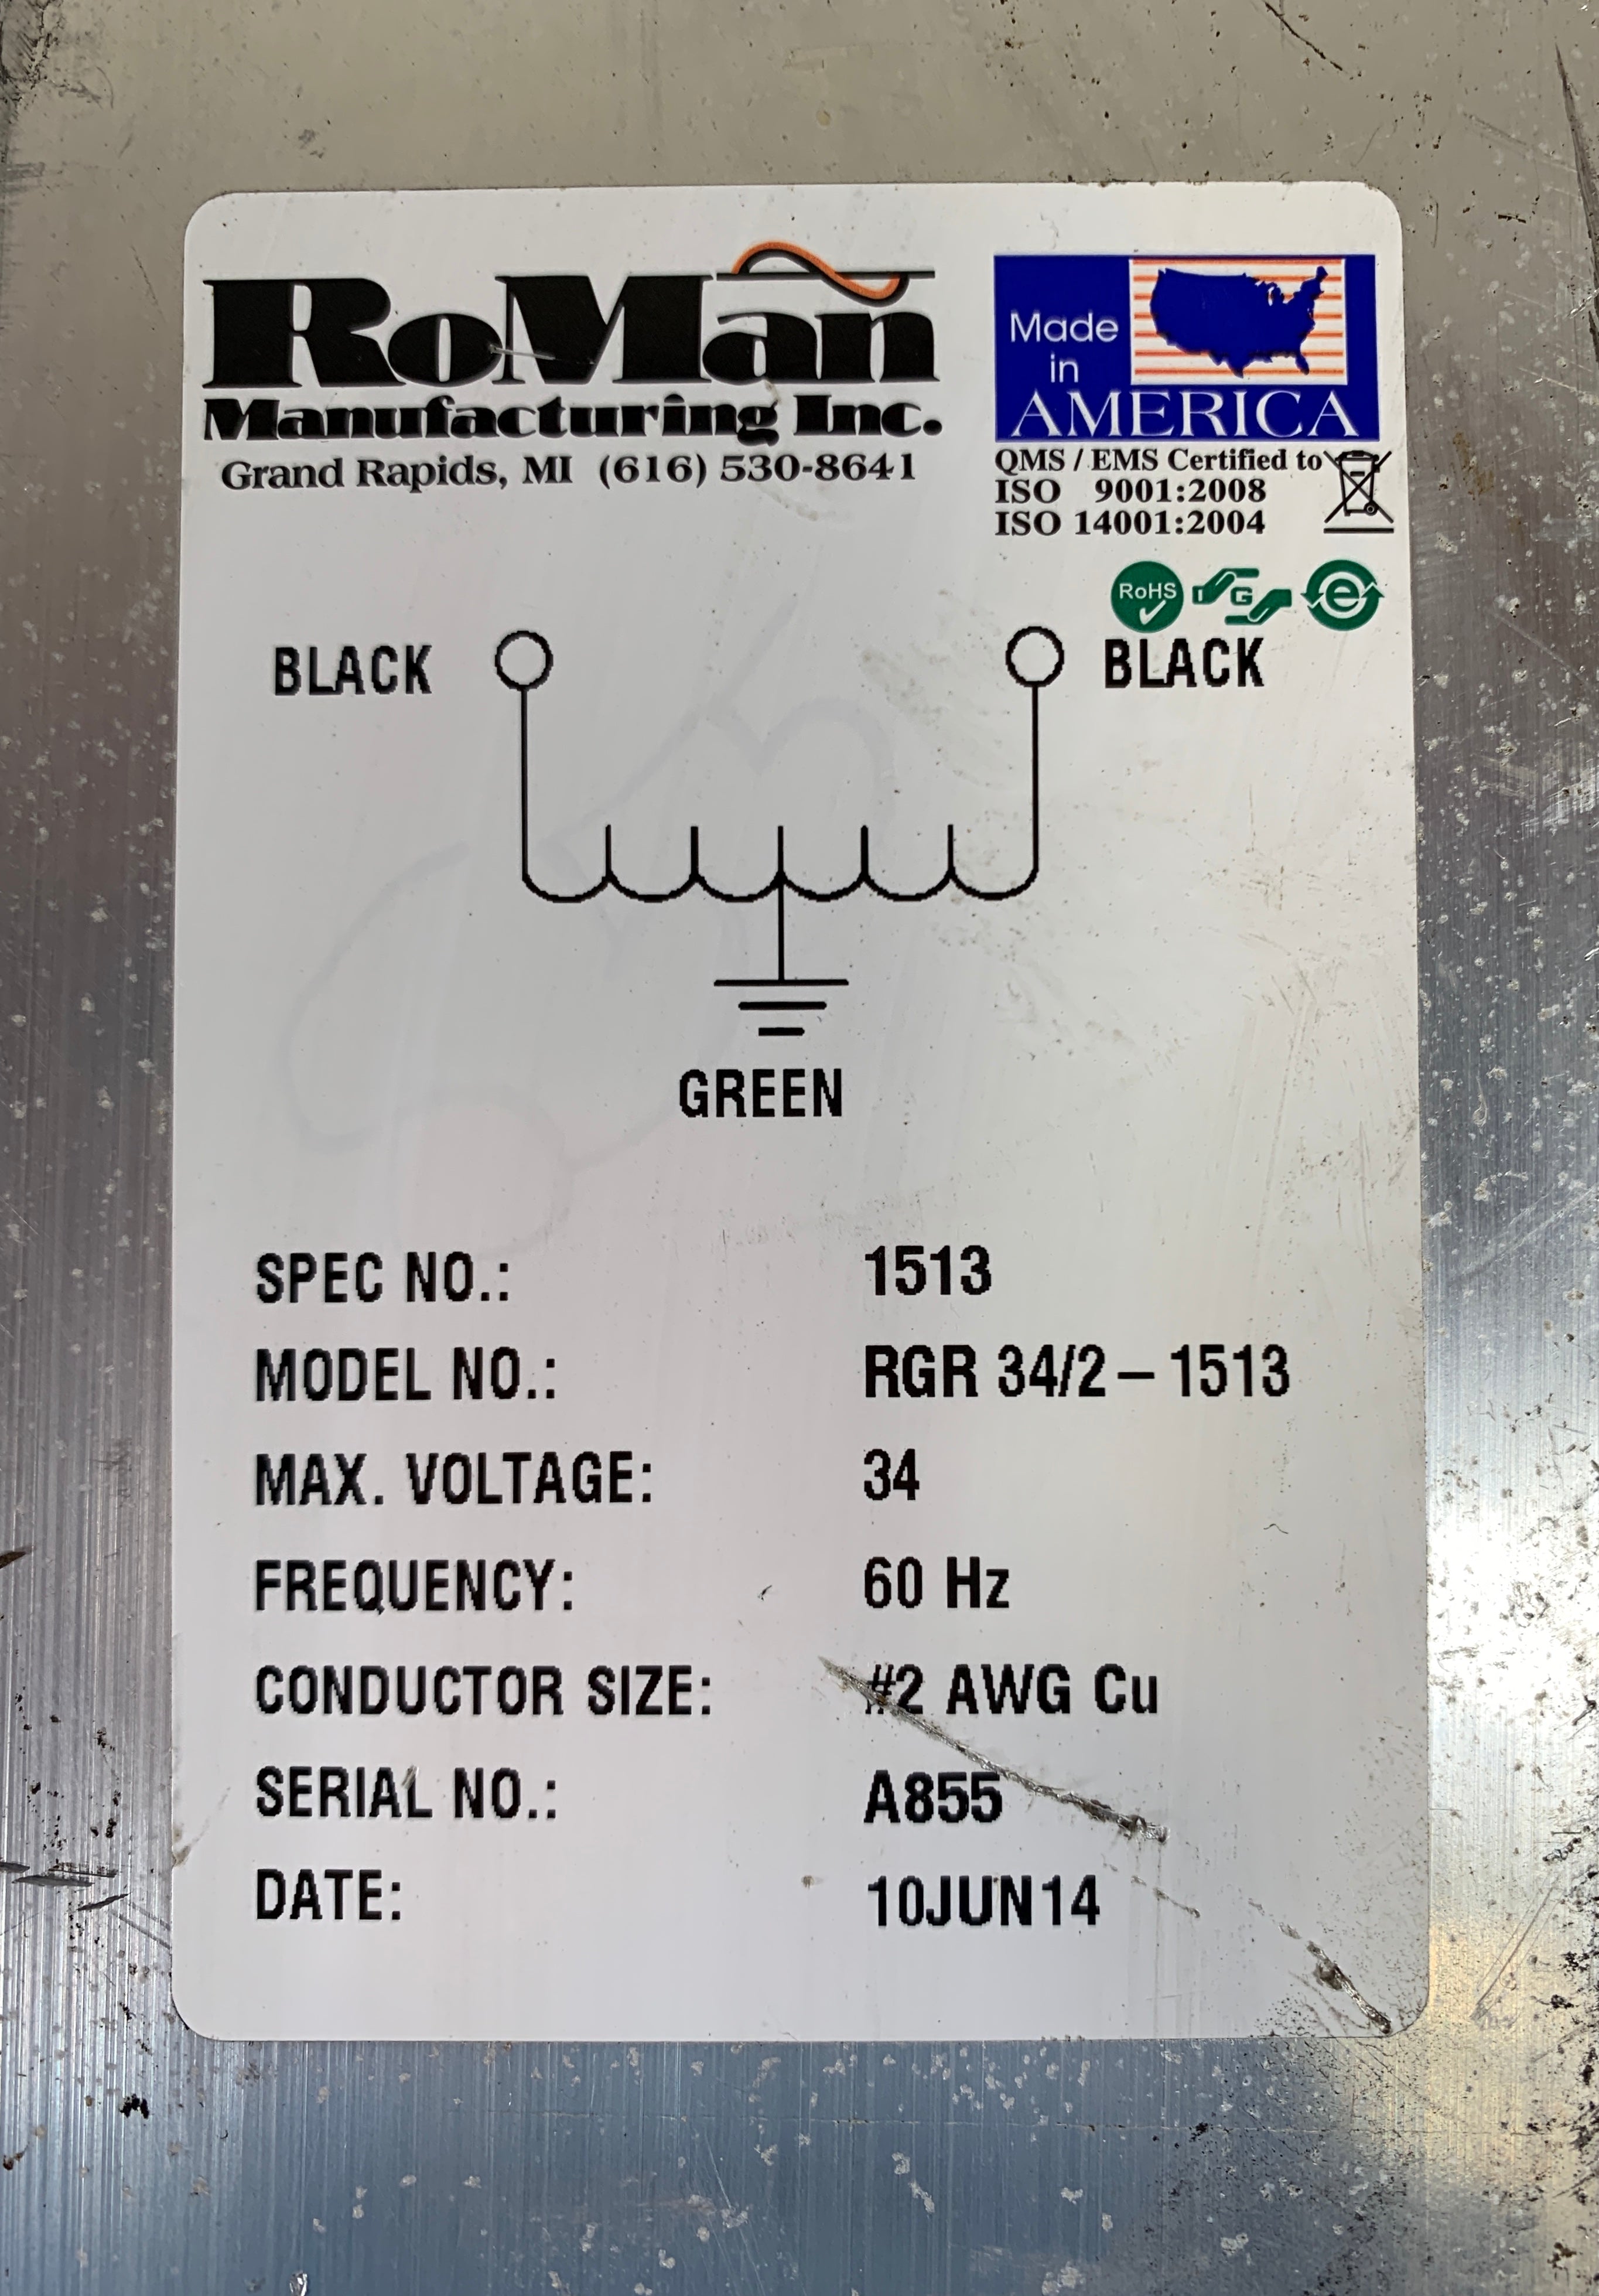 RoMan
Manufacturing Inc.
Grand Rapids, MI (616) 530-8641
Made
in
AMERICA
QMS / EMS Certified to
ISO 9001:2008
ISO 14001:2004
RoHS
G
e
BLACK
BLACK
GREEN
SPEC NO.: 1513
MODEL NO.: RGR 34/2 – 1513
MAX. VOLTAGE: 34
FREQUENCY: 60 Hz
CONDUCTOR SIZE: #2 AWG Cu
SERIAL NO.: A855
DATE: 10JUN14